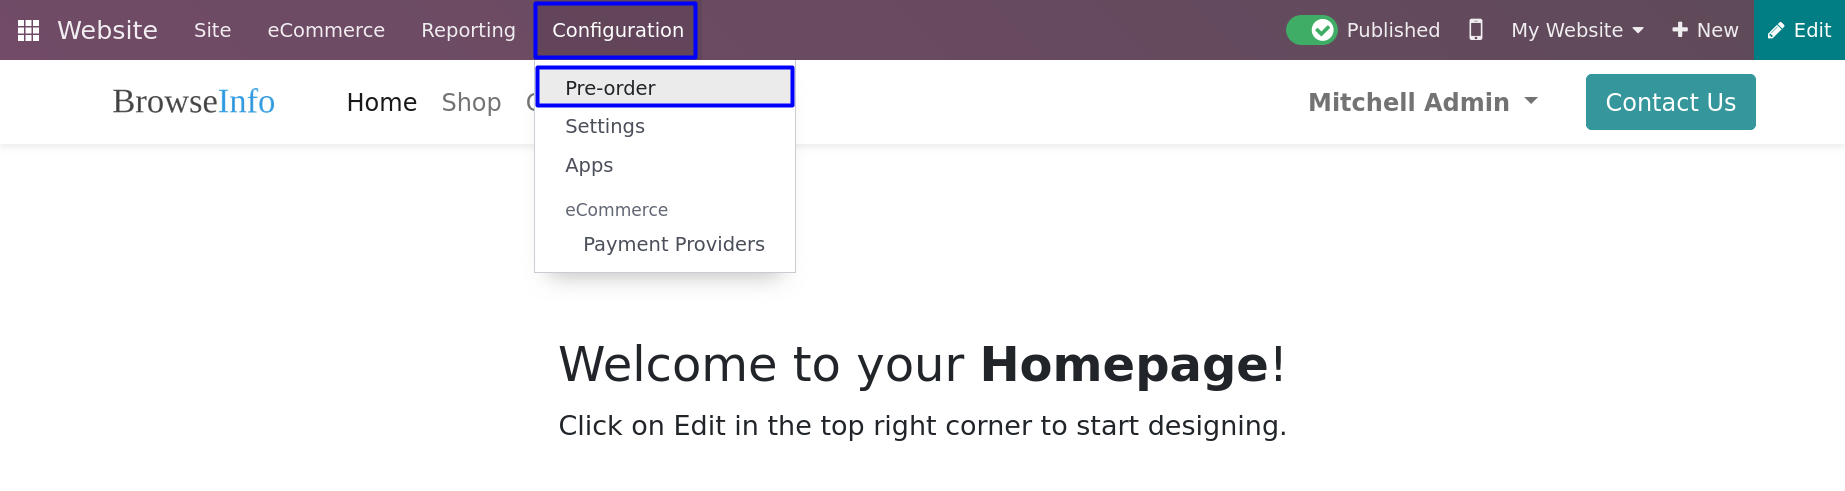 Website Site eCommerce Reporting Configuration Published My Website New Edit
BrowseInfo Home Shop Mitchell Admin Contact Us
Pre-order
Settings
Apps
eCommerce
Payment Providers
Welcome to your Homepage!
Click on Edit in the top right corner to start designing.